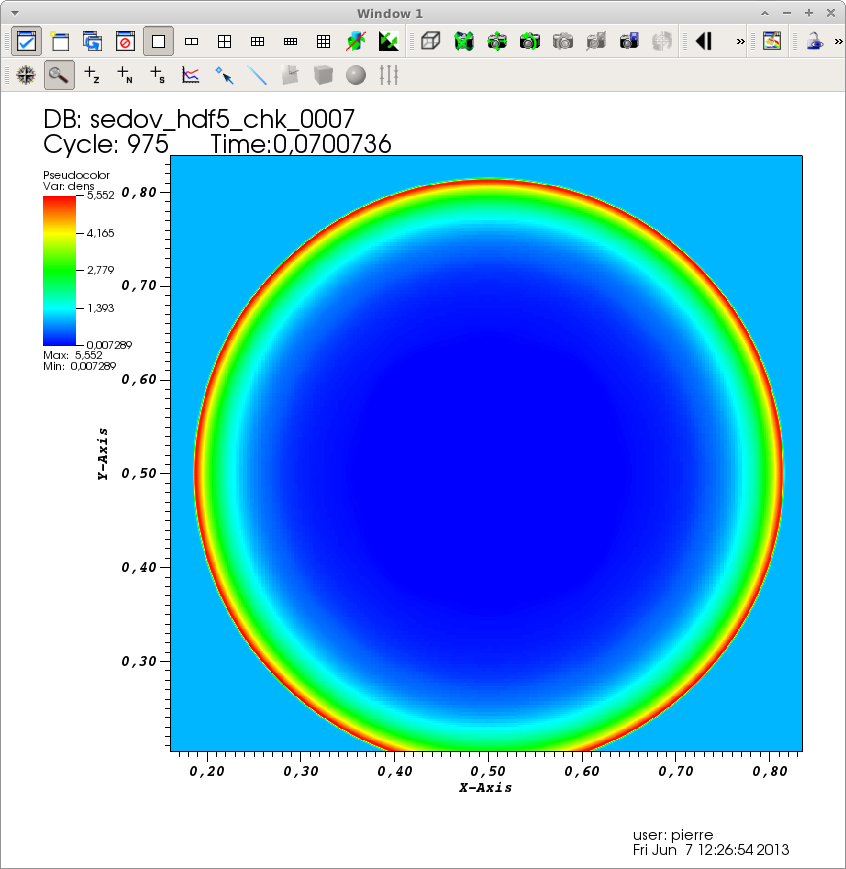 Window 1
DB: sedov_hdf5_chk_0007
Cycle: 975 Time:0,0700736
Pseudocolor
Var: dens
5,552
4,165
2,779
1,393
0,007289
Max: 5,552
Min: 0,007289
0,80
0,70
0,60
0,50
0,40
0,30
Y-Axis
0,20 0,30 0,40 0,50 0,60 0,70 0,80
X-Axis
user: pierre
Fri Jun 7 12:26:54 2013
+z
+N
+s
»
»